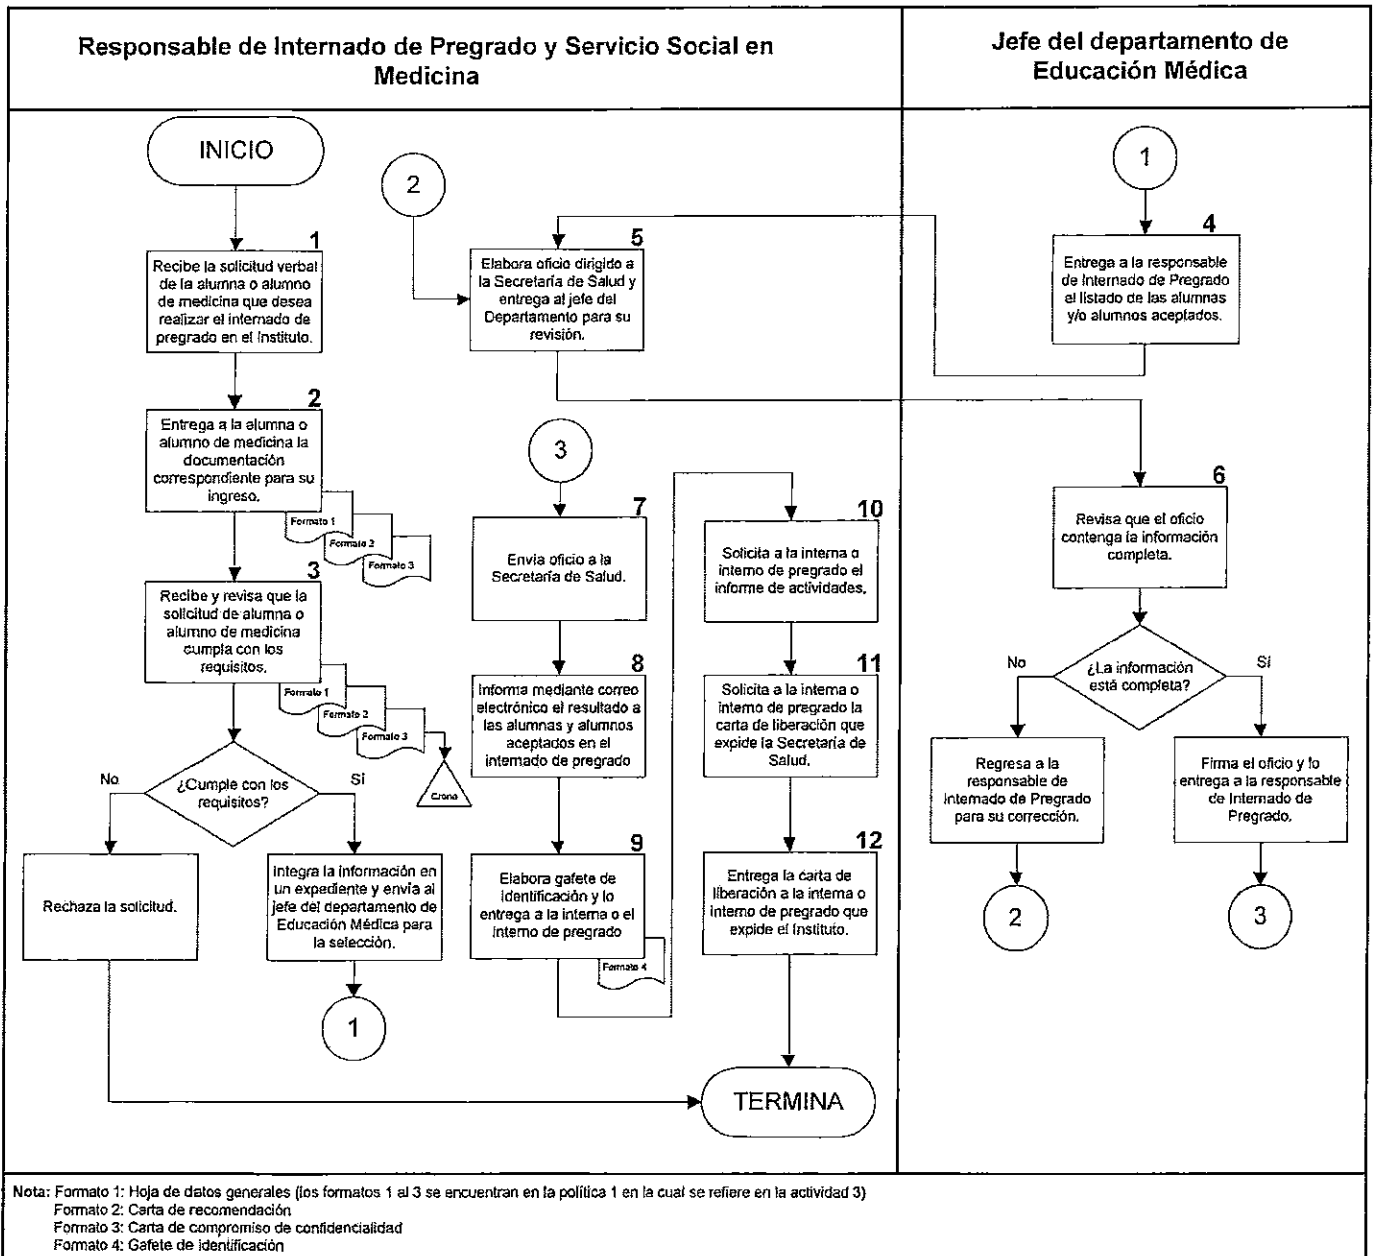 Responsable de Internado de Pregrado y Servicio Social en
Medicina
Jefe del departamento de
Educación Médica
INICIO
1
Recibe la solicitud verbal
de la alumna o alumno
de medicina que desea
realizar el internado de
pregrado en el Instituto.
2
Entrega a la alumna o
alumno de medicina la
documentación
correspondiente para su
ingreso.
Formato 1
Formato 2
Formato 3
3
Recibe y revisa que la
solicitud de alumna o
alumno de medicina
cumpla con los
requisitos.
Formato 1
Formato 2
Formato 3
¿Cumple con los
requisitos?
No
Sí
Rechaza la solicitud.
Integra la información en
un expediente y envia al
jefe del departamento de
Educación Médica para
la selección.
1
2
5
Elabora oficio dirigido a
la Secretaría de Salud y
entrega al jefe del
Departamento para su
revisión.
3
7
Envía oficio a la
Secretaría de Salud.
8
Informa mediante correo
electrónico el resultado a
las alumnas y alumnos
aceptados en el
internado de pregrado
9
Elabora gafete de
identificación y lo
entrega a la interna o el
interno de pregrado
Formato 4
10
Solicita a la interna o
interno de pregrado el
informe de actividades.
11
Solicita a la interna o
interno de pregrado la
carta de liberación que
expide la Secretaría de
Salud.
12
Entrega la carta de
liberación a la interna o
interno de pregrado que
expide el Instituto.
TERMINA
1
4
Entrega a la responsable
de Internado de Pregrado
el listado de las alumnas
y/o alumnos aceptados.
6
Revisa que el oficio
contenga la información
completa.
¿La información
está completa?
No
Sí
Regresa a la
responsable de
Internado de Pregrado
para su corrección.
Firma el oficio y lo
entrega a la responsable
de Internado de
Pregrado.
2
3
Nota: Formato 1: Hoja de datos generales (los formatos 1 al 3 se encuentran en la política 1 en la cual se refiere en la actividad 3)
Formato 2: Carta de recomendación
Formato 3: Carta de compromiso de confidencialidad
Formato 4: Gafete de identificación